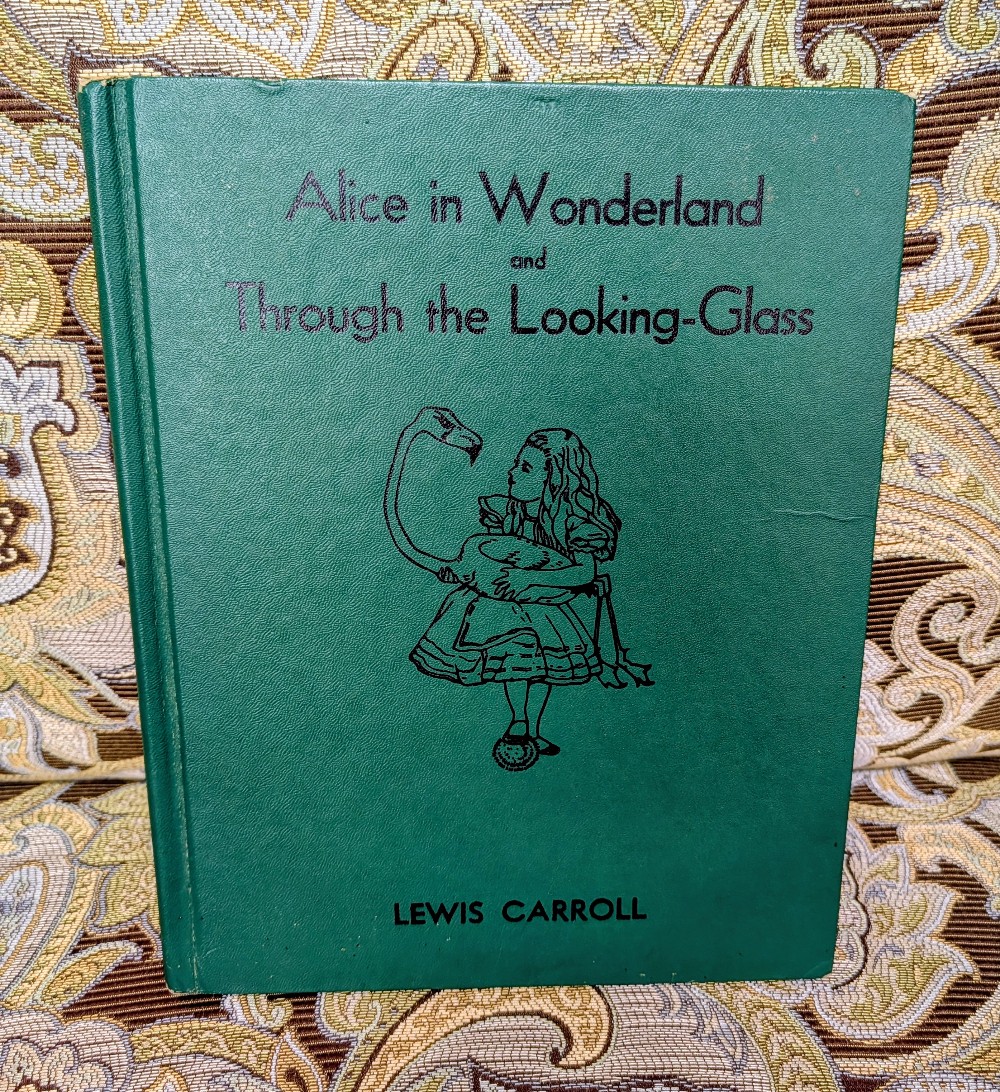 Alice in Wonderland
and
Through the Looking-Glass
LEWIS CARROLL